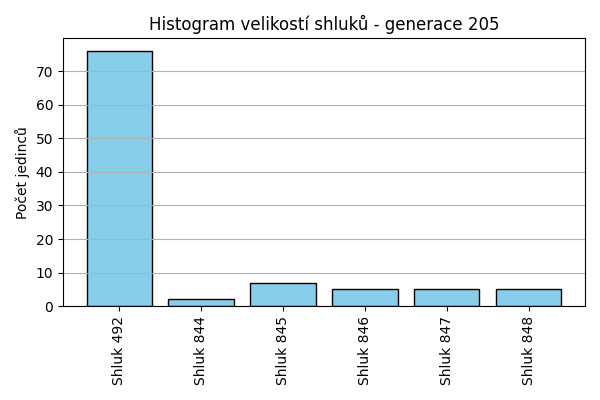 Histogram velikostí shluků - generace 205
Počet jedinců
70
60
50
40
30
20
10
0
Shluk 492
Shluk 844
Shluk 845
Shluk 846
Shluk 847
Shluk 848